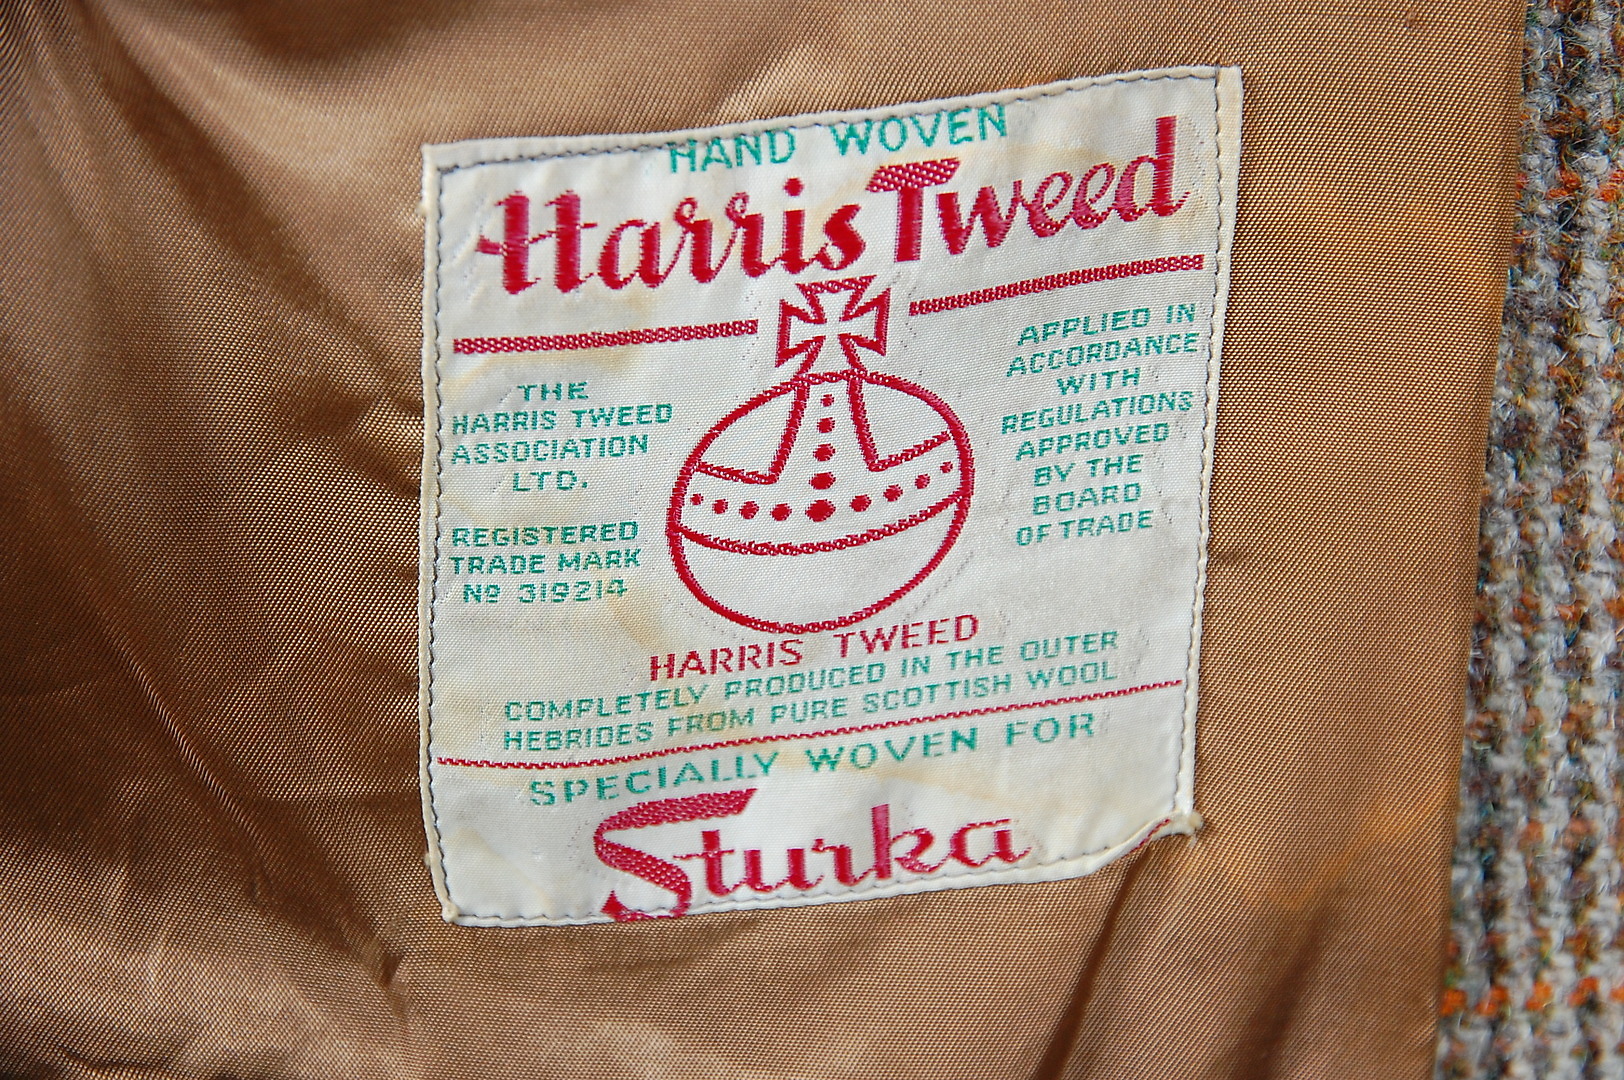 HAND WOVEN
Harris Tweed
THE
HARRIS TWEED
ASSOCIATION
LTD.
REGISTERED
TRADE MARK
Nº 319214
APPLIED IN
ACCORDANCE
WITH
REGULATIONS
APPROVED
BY THE
BOARD
OF TRADE
HARRIS TWEED
COMPLETELY PRODUCED IN THE OUTER
HEBRIDES FROM PURE SCOTTISH WOOL
SPECIALLY WOVEN FOR
Sturka